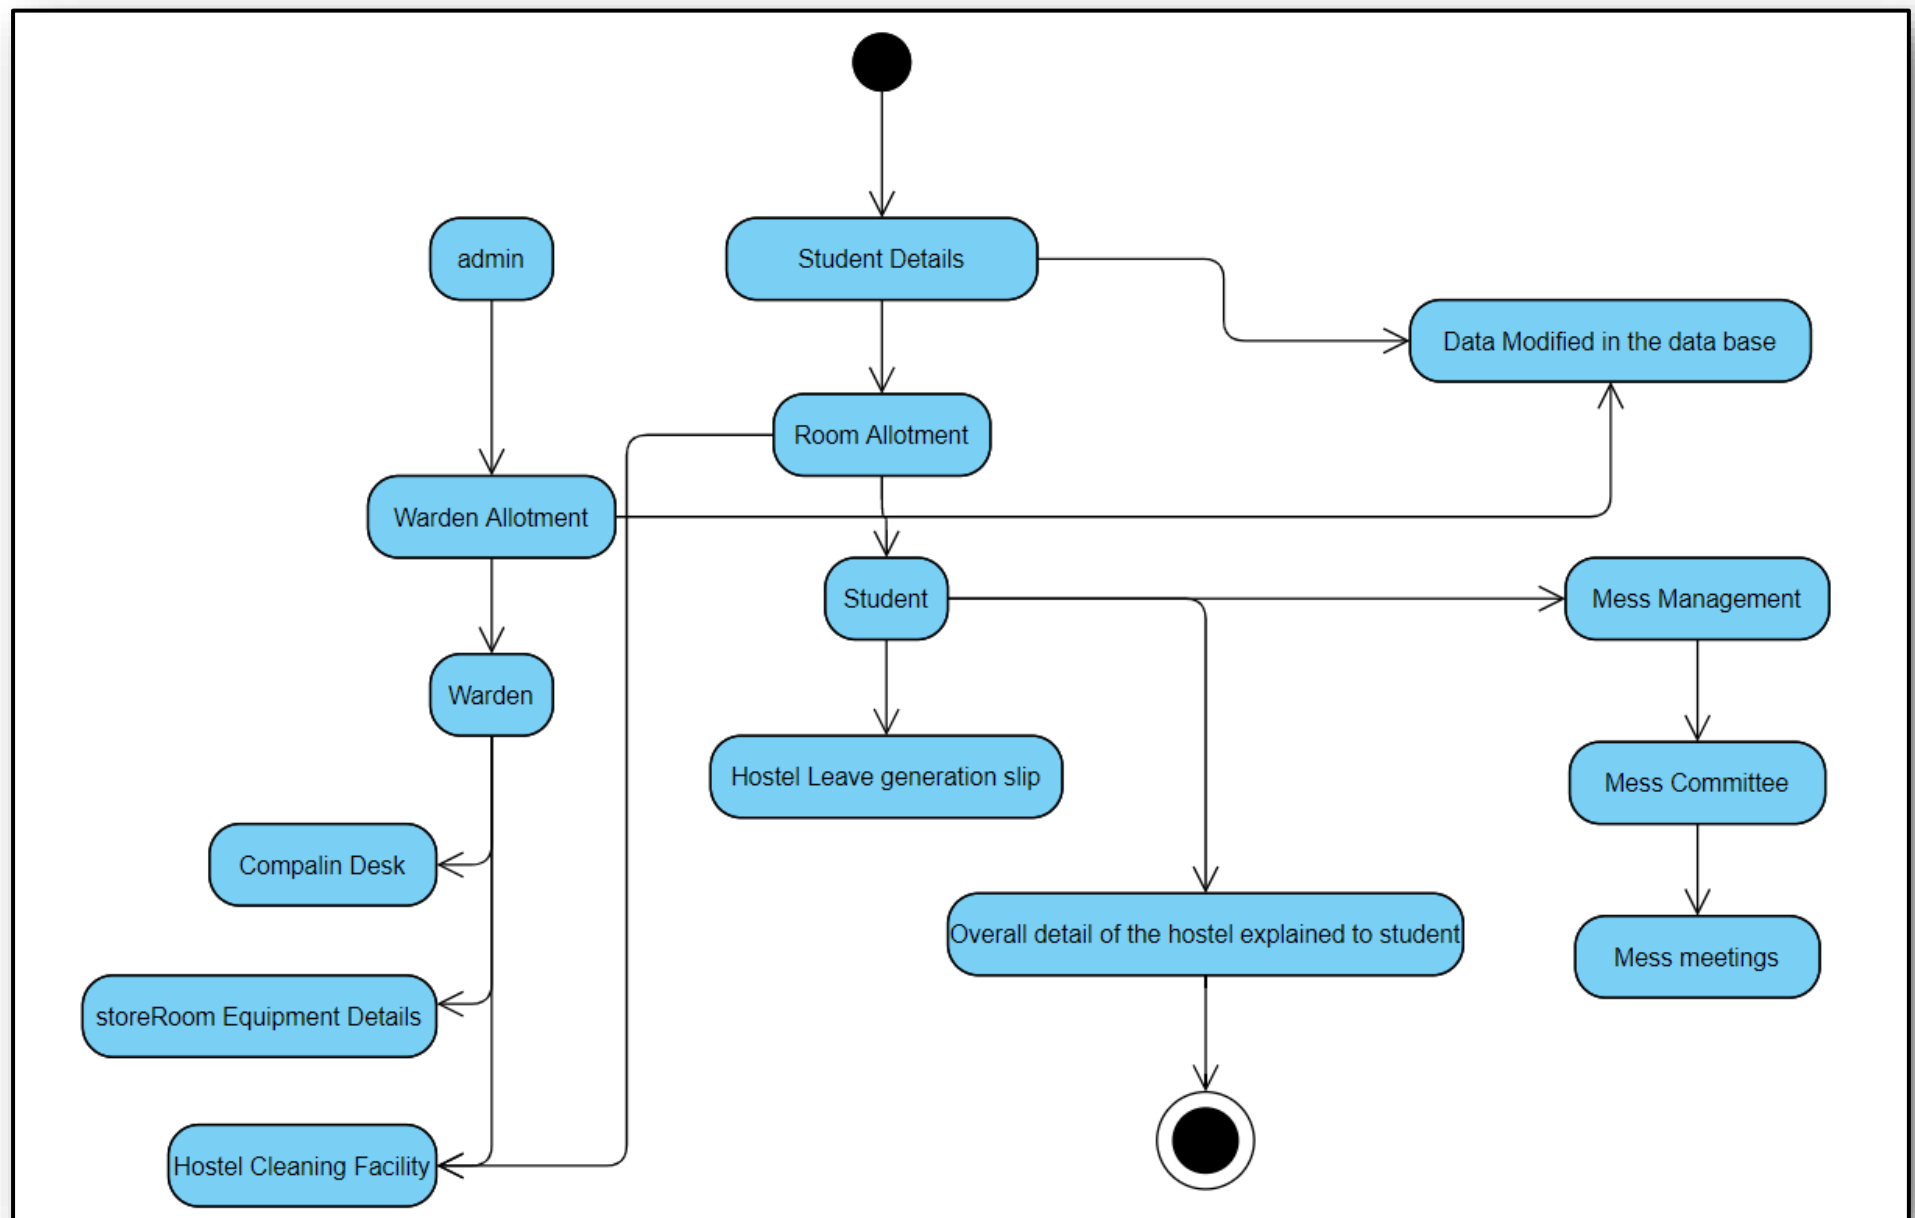 admin
Student Details
Data Modified in the data base
Room Allotment
Warden Allotment
Student
Mess Management
Warden
Hostel Leave generation slip
Mess Committee
Compalin Desk
Overall detail of the hostel explained to student
Mess meetings
storeRoom Equipment Details
Hostel Cleaning Facility